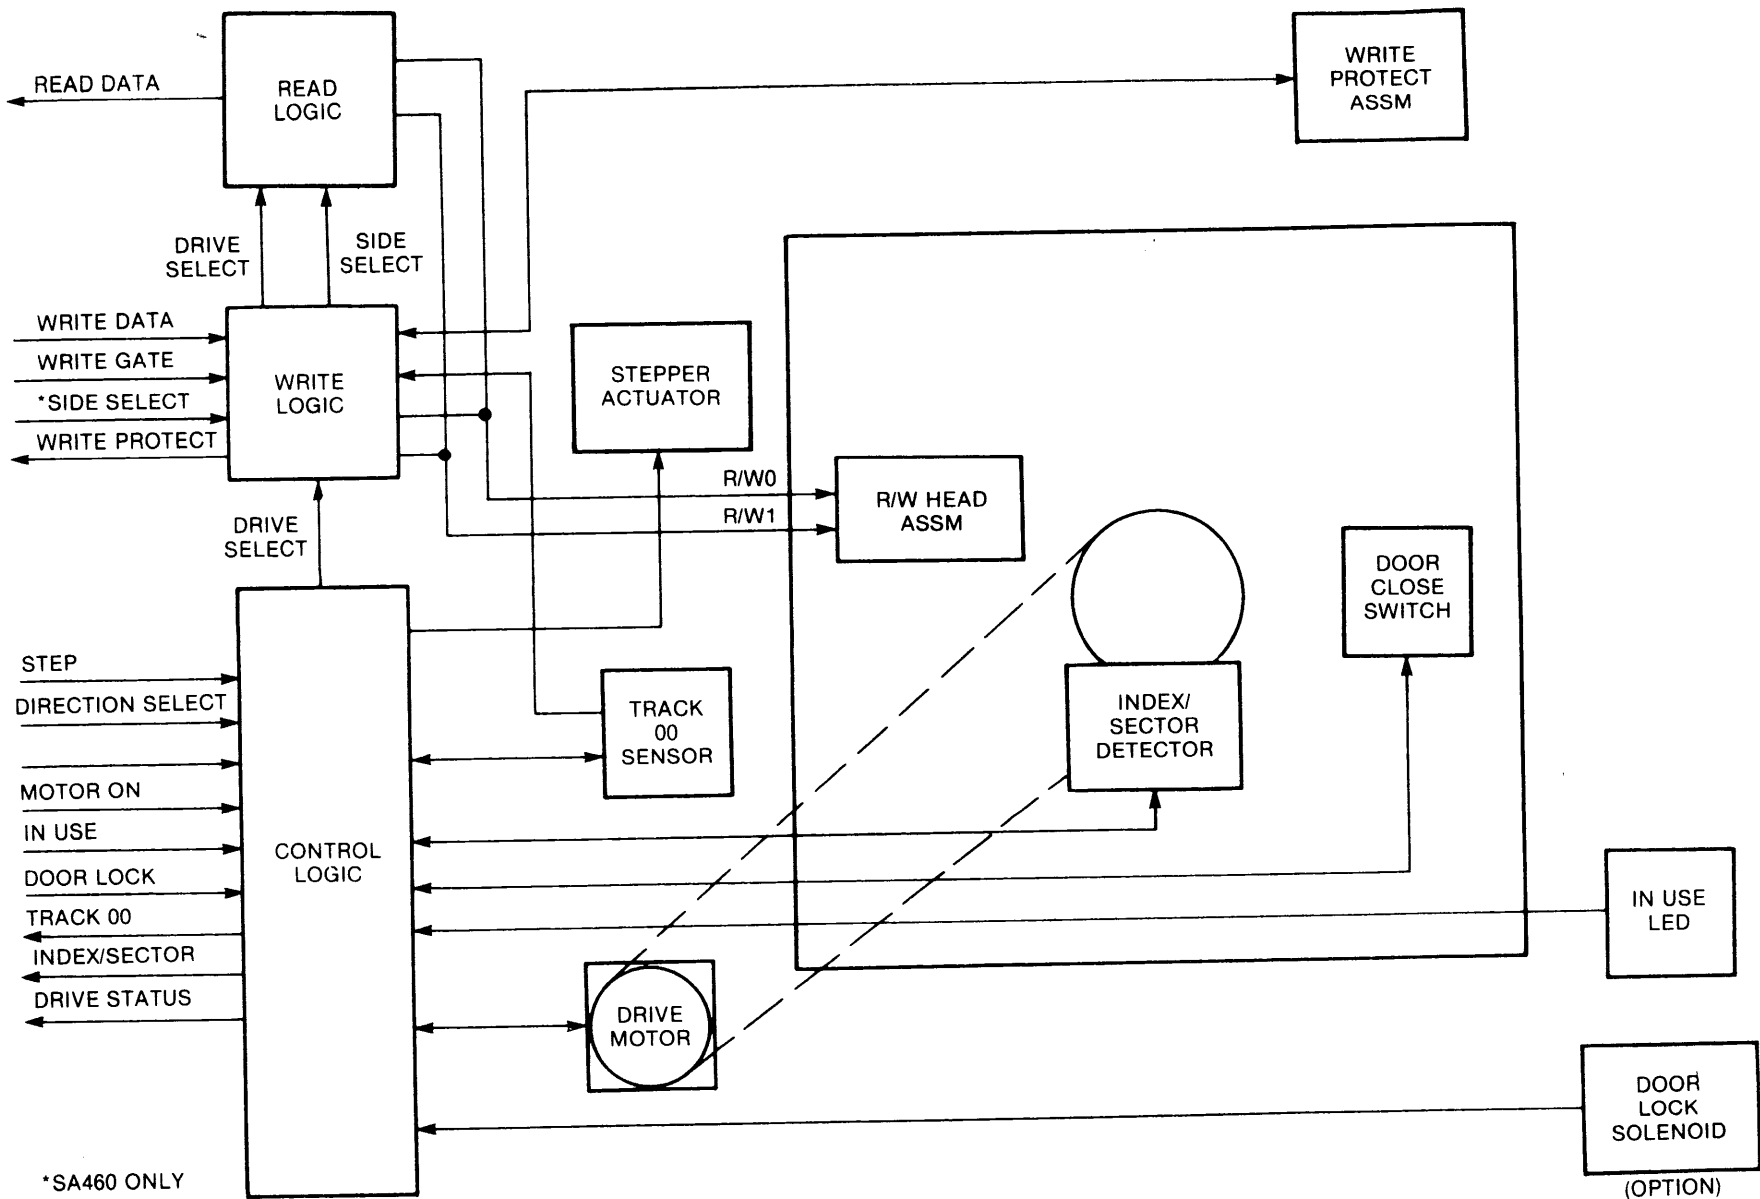 READ DATA
READ
LOGIC
WRITE
PROTECT
ASSM
DRIVE
SELECT
SIDE
SELECT
WRITE DATA
WRITE GATE
*SIDE SELECT
WRITE PROTECT
WRITE
LOGIC
STEPPER
ACTUATOR
R/W0
R/W1
R/W HEAD
ASSM
DRIVE
SELECT
DOOR
CLOSE
SWITCH
STEP
DIRECTION SELECT
MOTOR ON
IN USE
DOOR LOCK
TRACK 00
INDEX/SECTOR
DRIVE STATUS
CONTROL
LOGIC
TRACK
00
SENSOR
INDEX/
SECTOR
DETECTOR
IN USE
LED
DRIVE
MOTOR
DOOR
LOCK
SOLENOID
(OPTION)
*SA460 ONLY